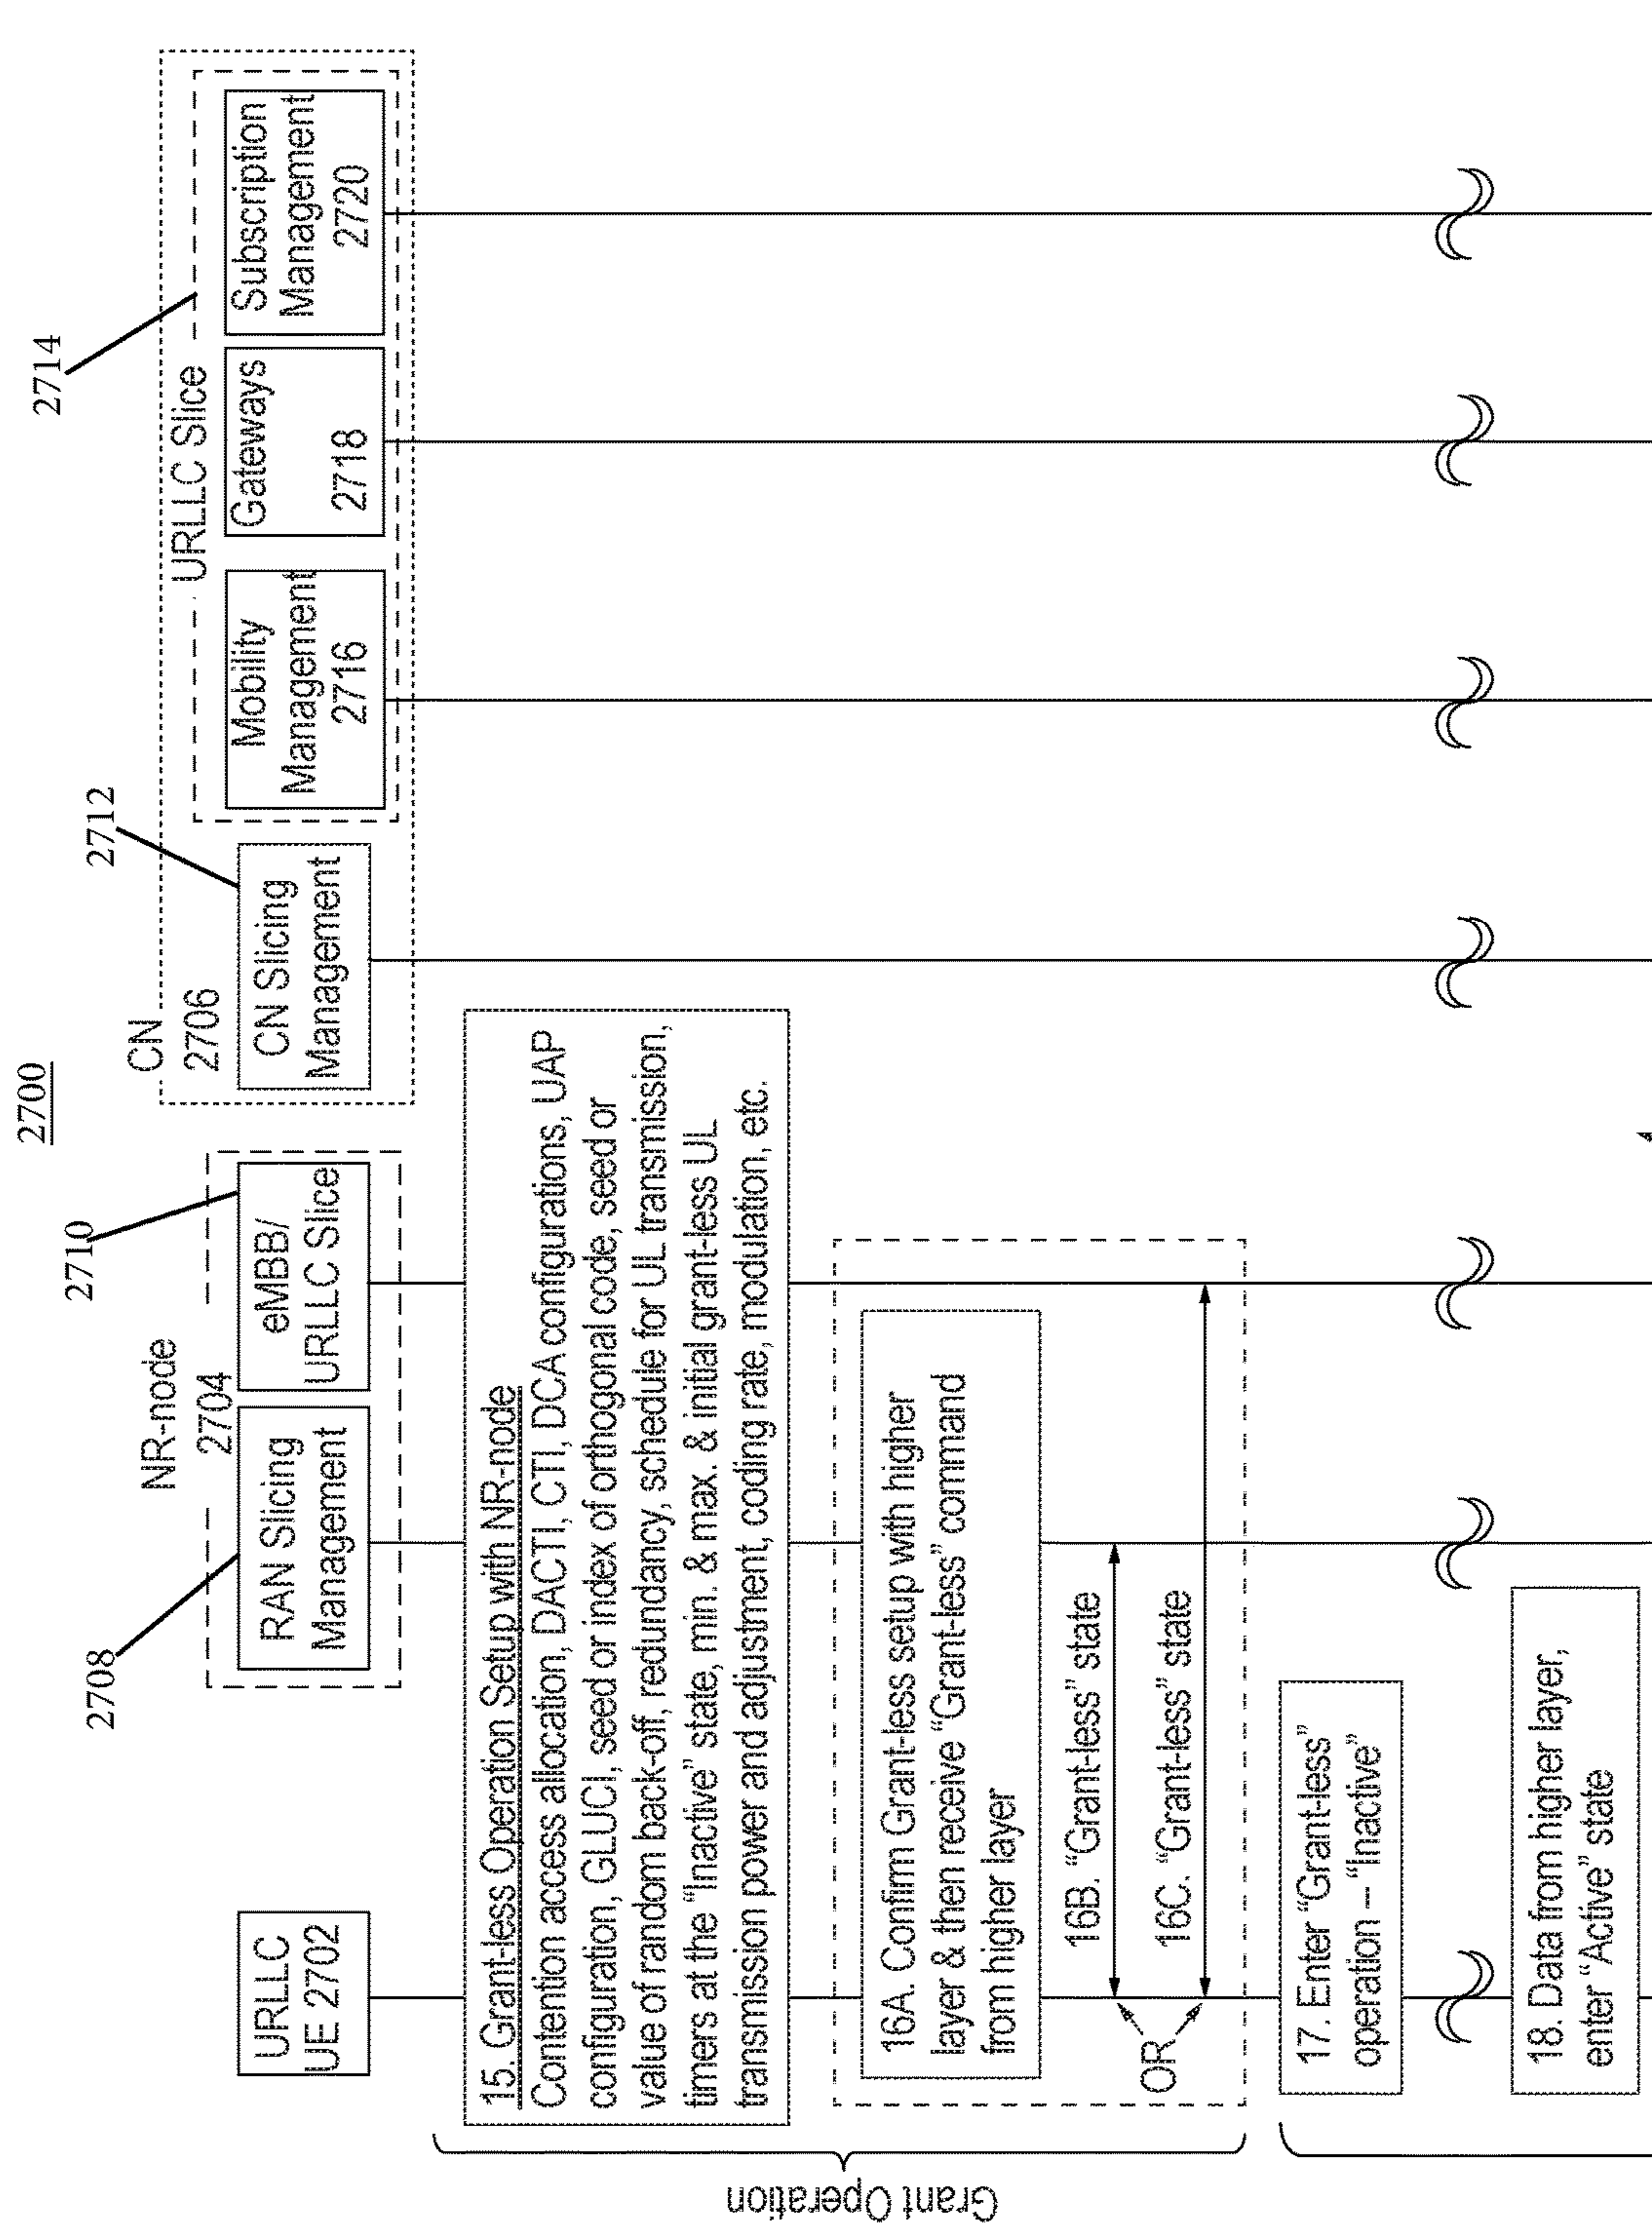 2700
2714
2712
2710
2708
CN
2706
URLLC Slice
NR-node
2704
URLLC
UE 2702
RAN Slicing
Management
eMBB/
URLLC Slice
CN Slicing
Management
Mobility
Management
2716
Gateways
2718
Subscription
Management
2720
15. Grant-less Operation Setup with NR-node
Contention access allocation, DACTI, CTI, DCA configurations, UAP
configuration, GLUCI, seed or index of orthogonal code, seed or
value of random back-off, redundancy, schedule for UL transmission,
timers at the “Inactive” state, min. & max. & initial grant-less UL
transmission power and adjustment, coding rate, modulation, etc.
16A. Confirm Grant-less setup with higher
layer & then receive “Grant-less” command
from higher layer
16B. “Grant-less” state
16C. “Grant-less” state
OR
17. Enter “Grant-less”
operation – “Inactive”
18. Data from higher layer,
enter “Active” state
Grant Operation